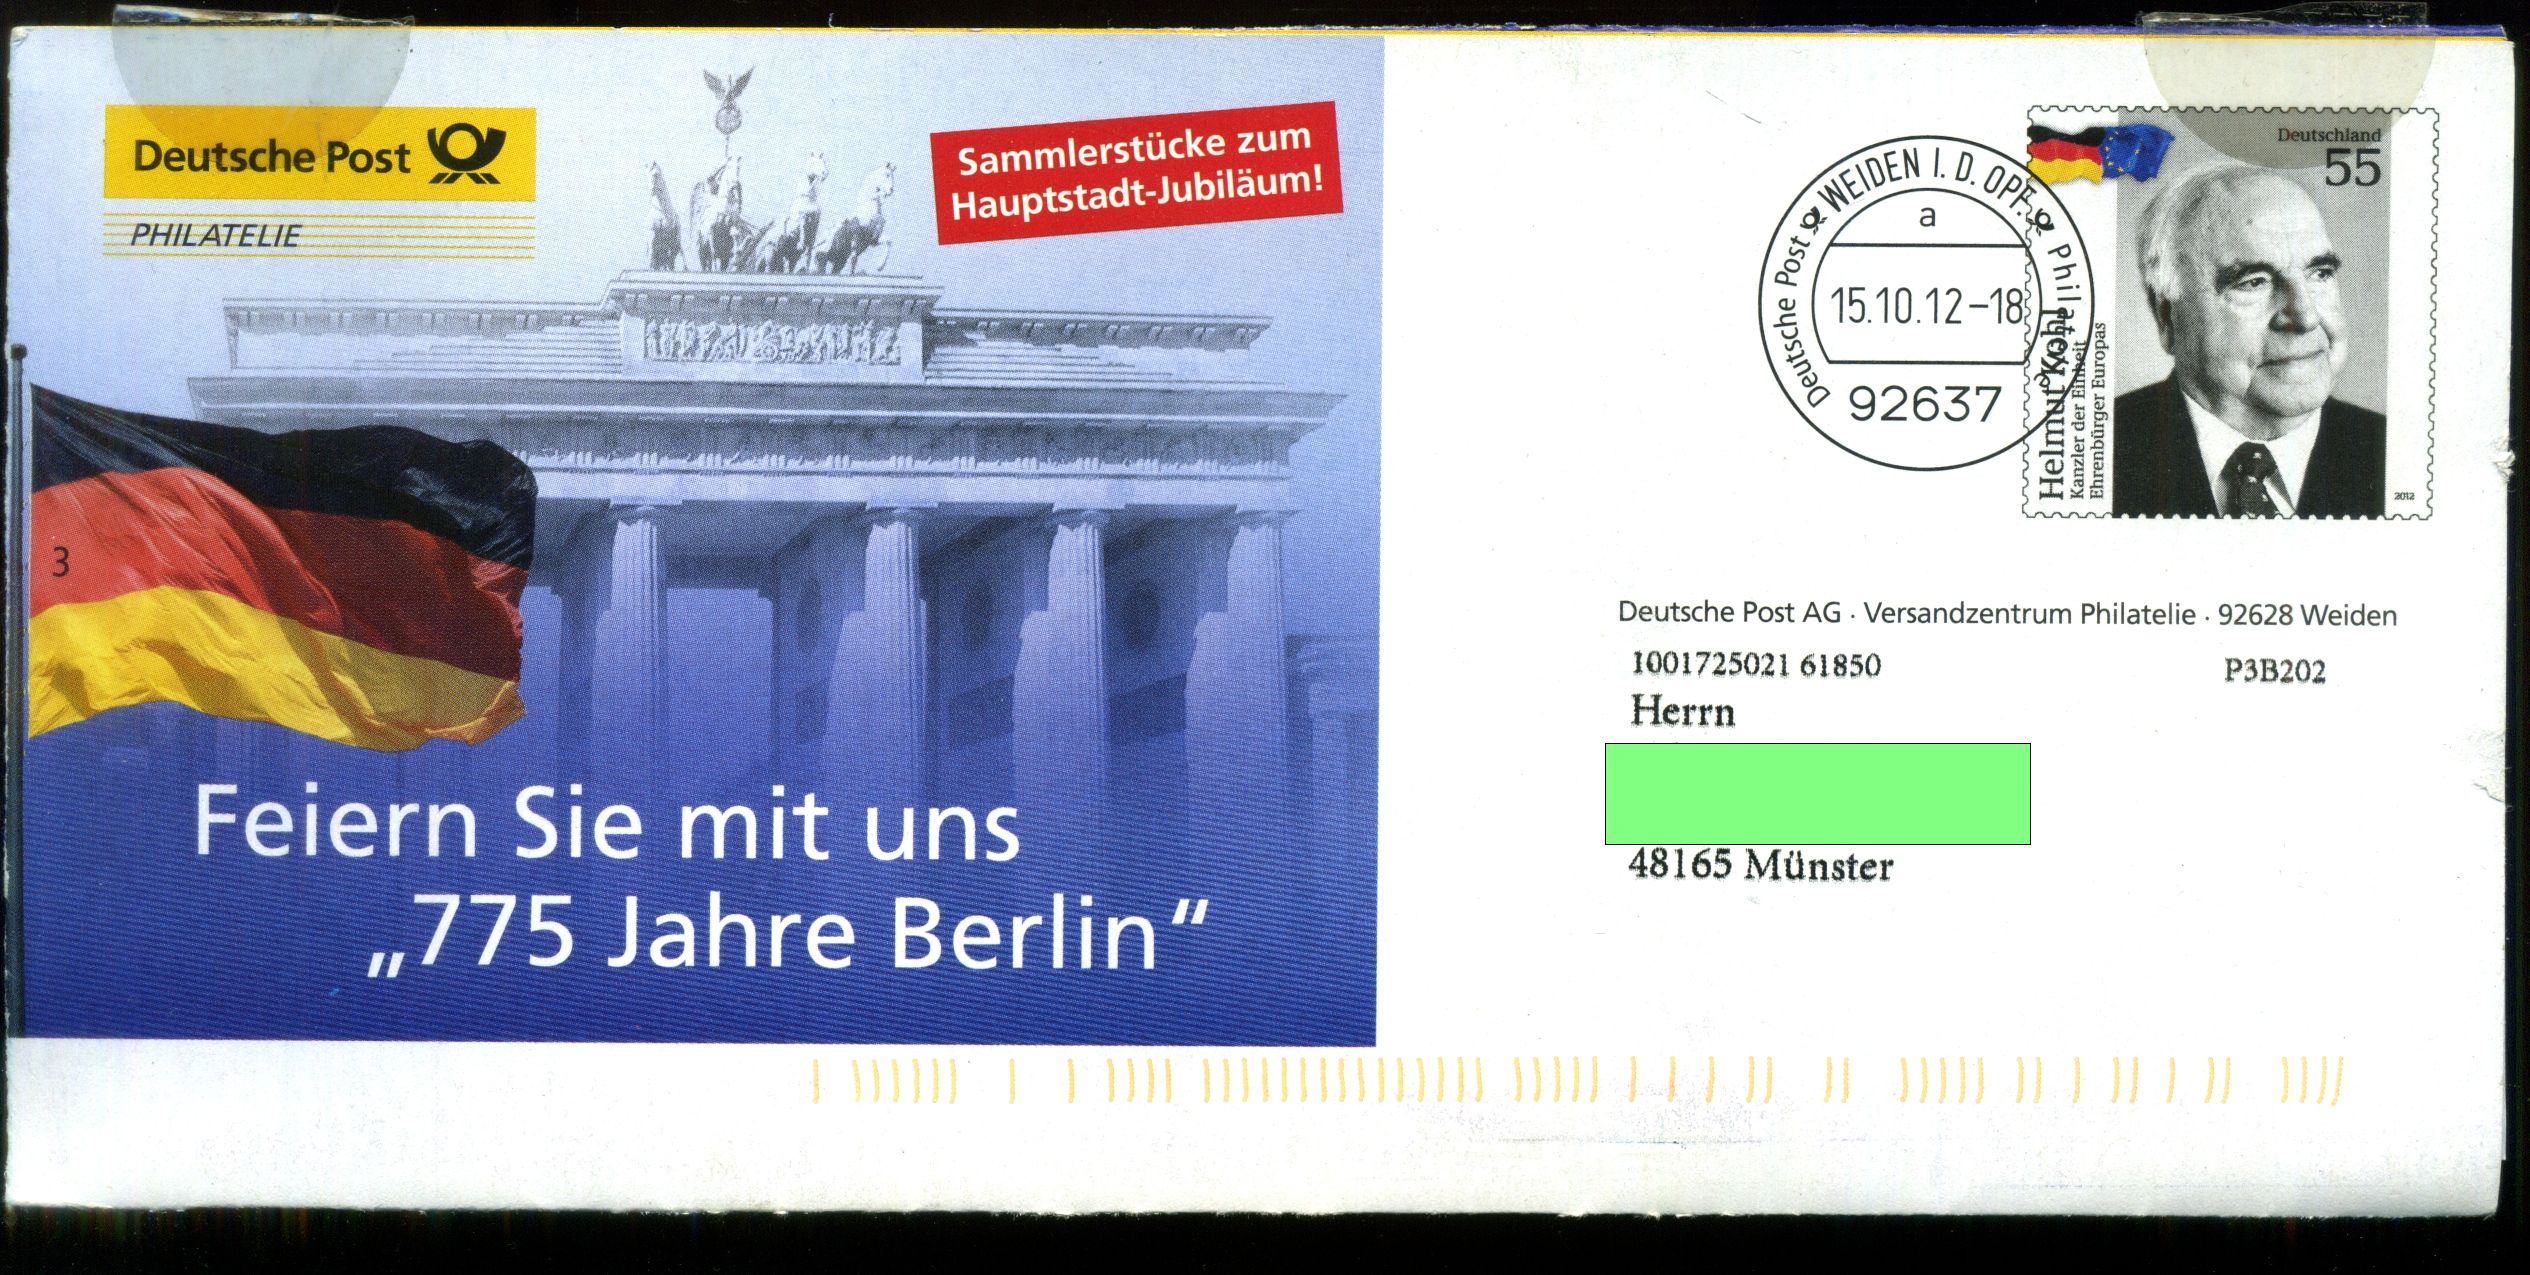 Deutsche Post
PHILATELIE
Sammlerstücke zum
Hauptstadt-Jubiläum!
3
Feiern Sie mit uns
„775 Jahre Berlin“
Deutsche Post WEIDEN I. D. OPF. Philatelie
a
15.10.12-18
92637
Deutschland
55
Helmut Kohl
Kanzler der Einheit
Ehrenbürger Europas
2012
Deutsche Post AG · Versandzentrum Philatelie · 92628 Weiden
1001725021 61850 P3B202
Herrn
48165 Münster